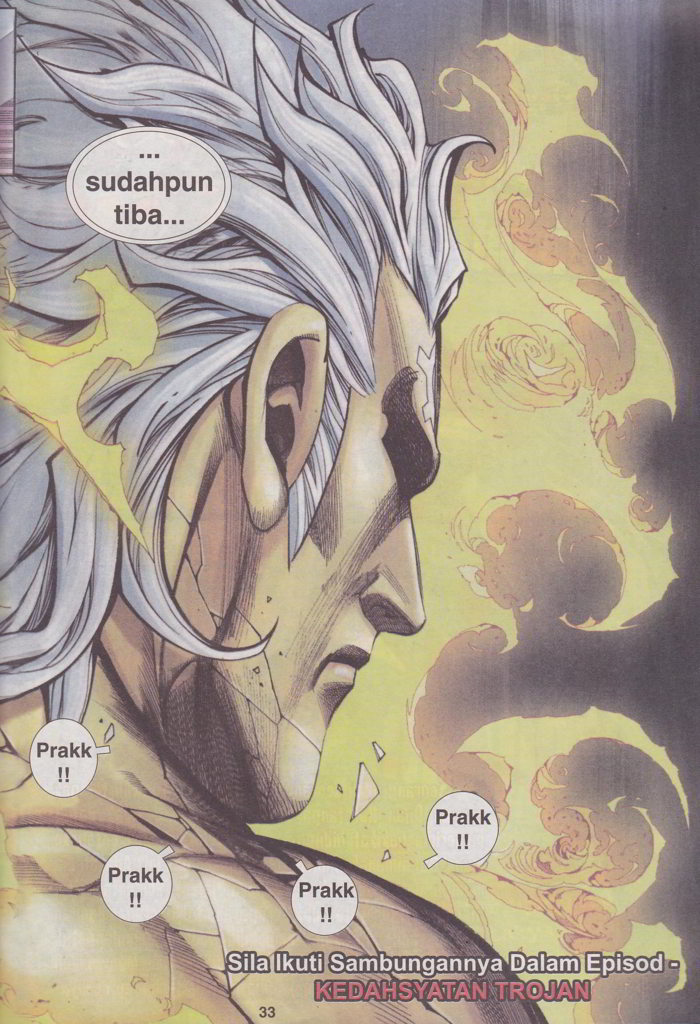 ...
sudahpun
tiba...
Prakk
!!
Prakk
!!
Prakk
!!
Prakk
!!
Sila Ikuti Sambungannya Dalam Episod -
KEDAHSYATAN TROJAN
33